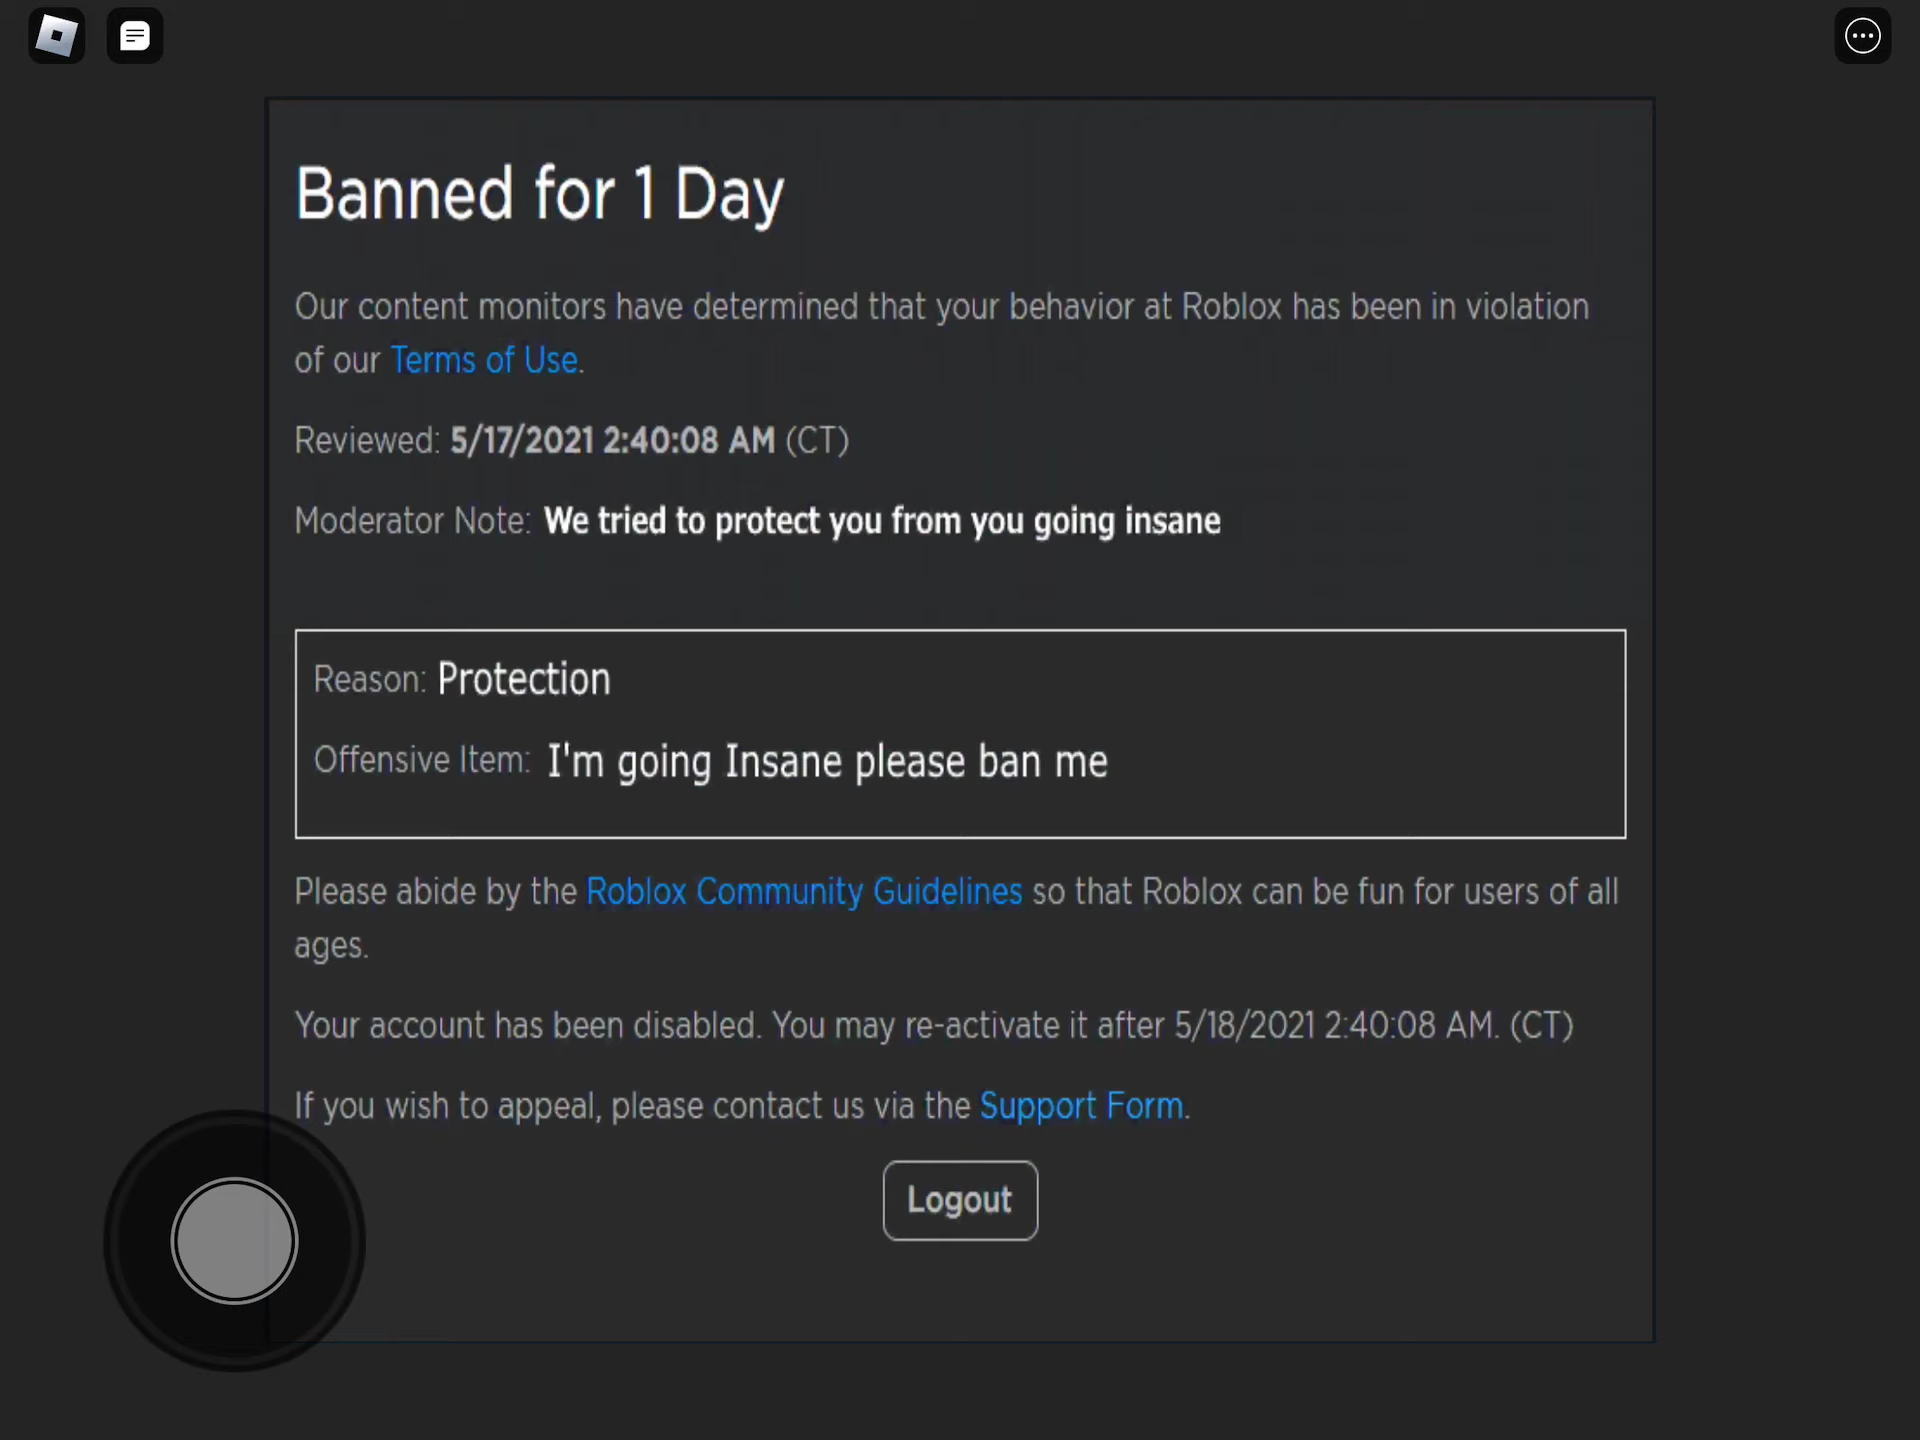 Banned for 1 Day
Our content monitors have determined that your behavior at Roblox has been in violation
of our Terms of Use.
Reviewed: 5/17/2021 2:40:08 AM (CT)
Moderator Note: We tried to protect you from you going insane
Reason: Protection
Offensive Item: I'm going Insane please ban me
Please abide by the Roblox Community Guidelines so that Roblox can be fun for users of all
ages.
Your account has been disabled. You may re-activate it after 5/18/2021 2:40:08 AM. (CT)
If you wish to appeal, please contact us via the Support Form.
Logout